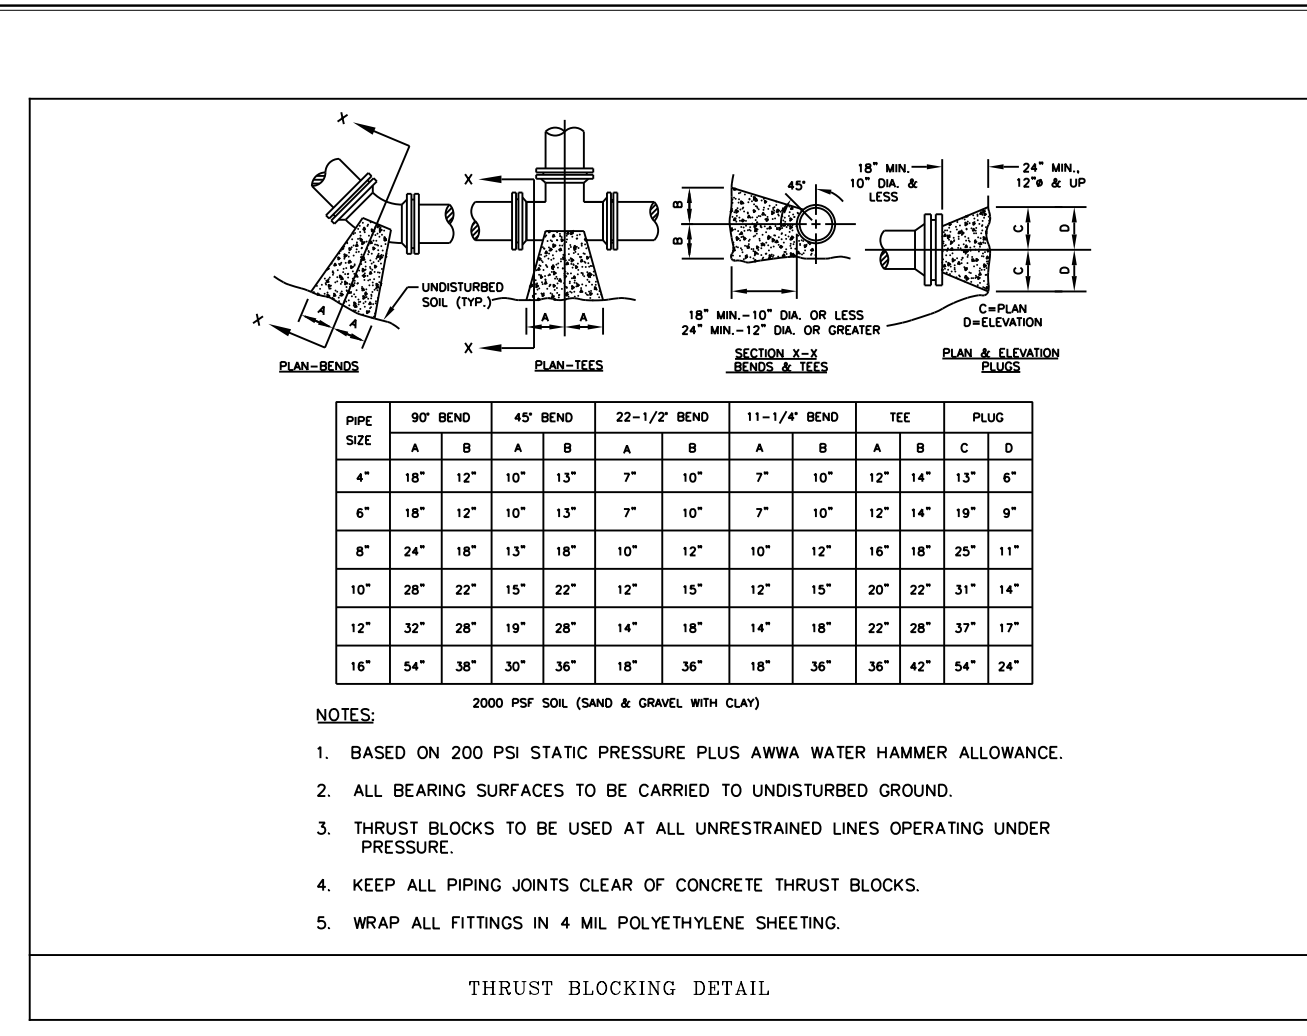 X
X
X
X
A
A
A
A
UNDISTURBED
SOIL (TYP.)
PLAN-BENDS
PLAN-TEES
B
B
45°
18" MIN.-10" DIA. OR LESS
24" MIN.-12" DIA. OR GREATER
SECTION X-X
BENDS & TEES
18" MIN.
10" DIA. &
LESS
24" MIN.,
12"ø & UP
C
D
C
D
C=PLAN
D=ELEVATION
PLAN & ELEVATION
PLUGS
PIPE SIZE 90° BEND 45° BEND 22-1/2° BEND 11-1/4° BEND TEE PLUG
A B A B A B A B A B C D
4" 18" 12" 10" 13" 7" 10" 7" 10" 12" 14" 13" 6"
6" 18" 12" 10" 13" 7" 10" 7" 10" 12" 14" 19" 9"
8" 24" 18" 13" 18" 10" 12" 10" 12" 16" 18" 25" 11"
10" 28" 22" 15" 22" 12" 15" 12" 15" 20" 22" 31" 14"
12" 32" 28" 19" 28" 14" 18" 14" 18" 22" 28" 37" 17"
16" 54" 38" 30" 36" 18" 36" 18" 36" 36" 42" 54" 24"
2000 PSF SOIL (SAND & GRAVEL WITH CLAY)
NOTES:
1. BASED ON 200 PSI STATIC PRESSURE PLUS AWWA WATER HAMMER ALLOWANCE.
2. ALL BEARING SURFACES TO BE CARRIED TO UNDISTURBED GROUND.
3. THRUST BLOCKS TO BE USED AT ALL UNRESTRAINED LINES OPERATING UNDER
PRESSURE.
4. KEEP ALL PIPING JOINTS CLEAR OF CONCRETE THRUST BLOCKS.
5. WRAP ALL FITTINGS IN 4 MIL POLYETHYLENE SHEETING.
THRUST BLOCKING DETAIL